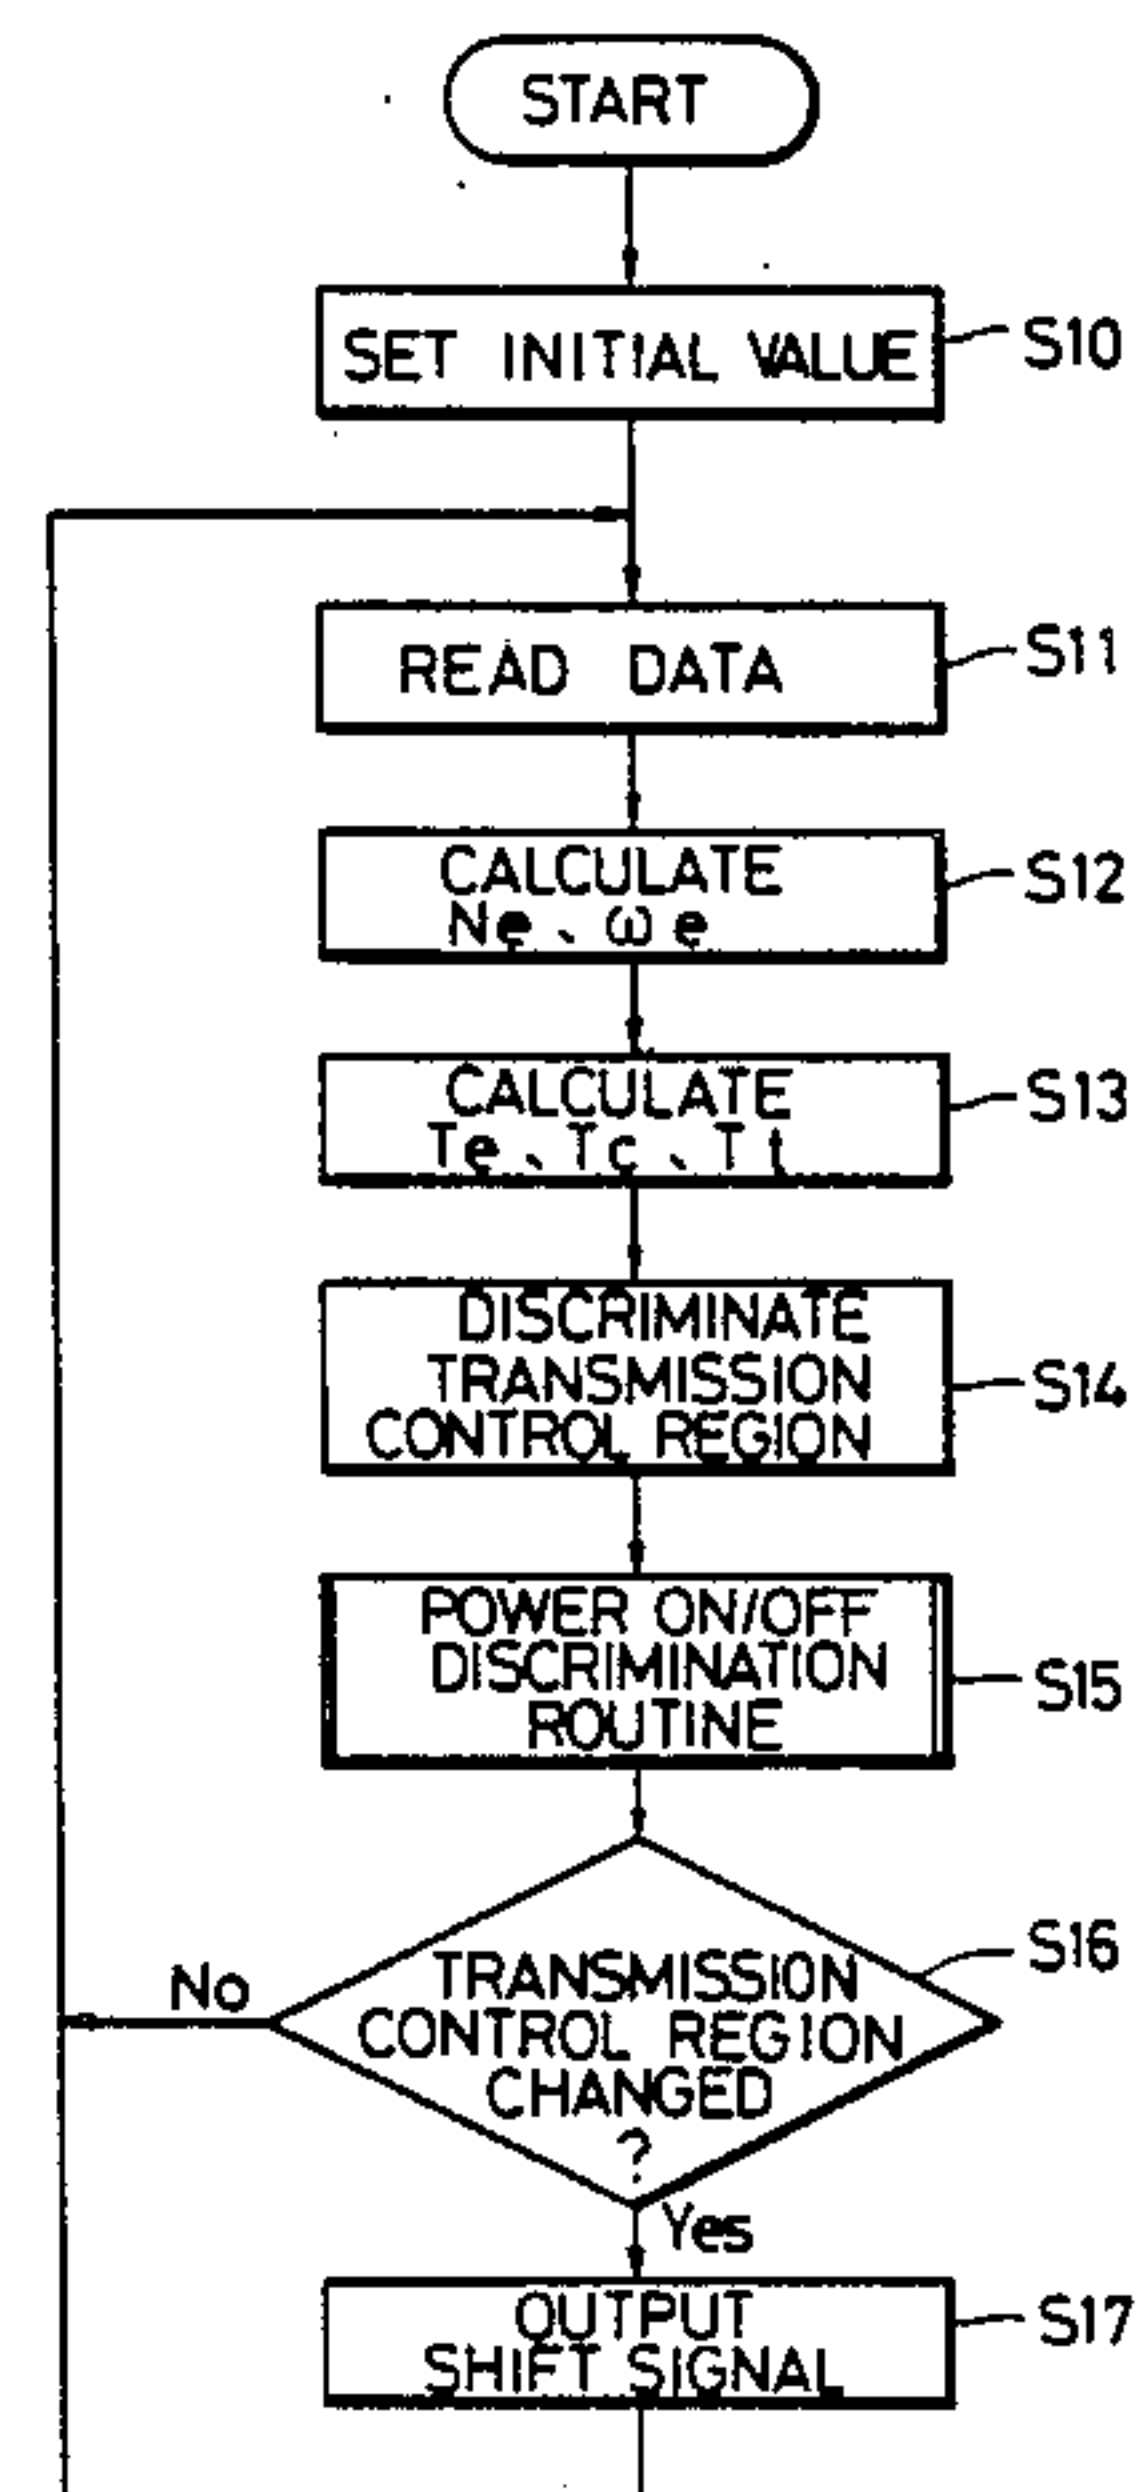 START
SET INITIAL VALUE
S10
READ DATA
S11
CALCULATE
Ne、ωe
S12
CALCULATE
Te、Tc、Tt
S13
DISCRIMINATE
TRANSMISSION
CONTROL REGION
S14
POWER ON/OFF
DISCRIMINATION
ROUTINE
S15
TRANSMISSION
CONTROL REGION
CHANGED
?
S16
No
Yes
OUTPUT
SHIFT SIGNAL
S17